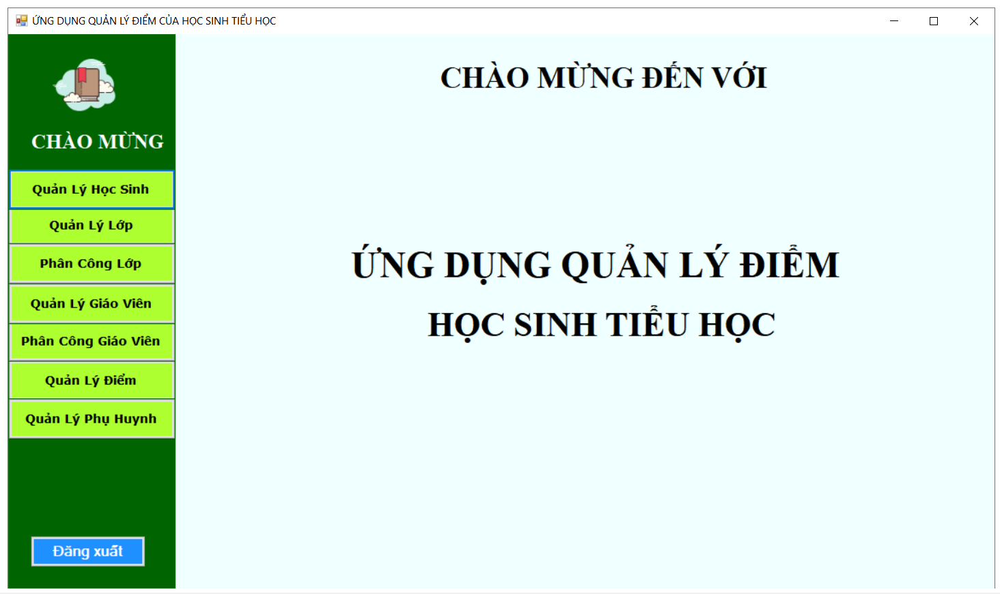 ỨNG DỤNG QUẢN LÝ ĐIỂM CỦA HỌC SINH TIỂU HỌC
CHÀO MỪNG
Quản Lý Học Sinh
Quản Lý Lớp
Phân Công Lớp
Quản Lý Giáo Viên
Phân Công Giáo Viên
Quản Lý Điểm
Quản Lý Phụ Huynh
Đăng xuất
CHÀO MỪNG ĐẾN VỚI
ỨNG DỤNG QUẢN LÝ ĐIỂM
HỌC SINH TIỂU HỌC